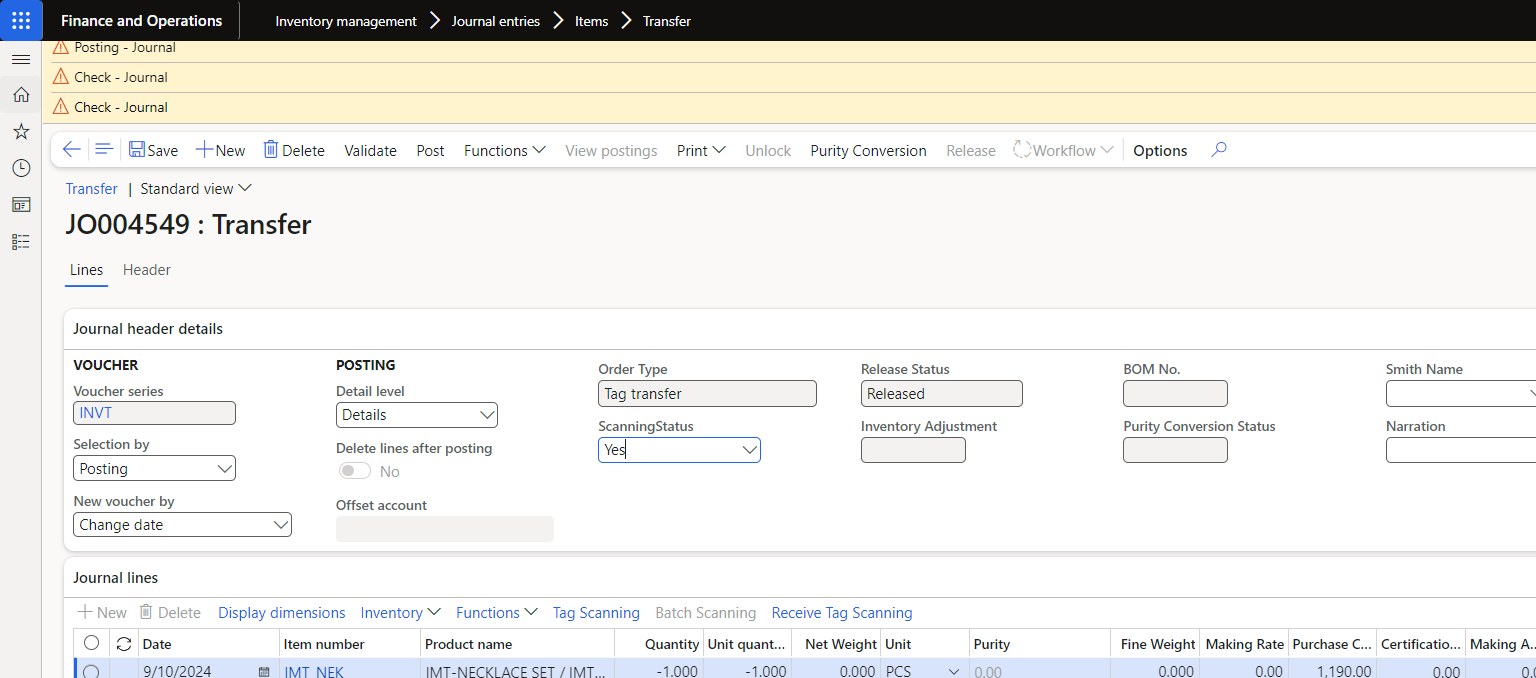 Finance and Operations Inventory management Journal entries Items Transfer
Posting - Journal
Check - Journal
Check - Journal
Save New Delete Validate Post Functions View postings Print Unlock Purity Conversion Release Workflow Options
Transfer | Standard view
JO004549 : Transfer
Lines Header
Journal header details
VOUCHER
Voucher series
INVT
Selection by
Posting
New voucher by
Change date
POSTING
Detail level
Details
Delete lines after posting
No
Offset account
Order Type
Tag transfer
ScanningStatus
Yes
Release Status
Released
Inventory Adjustment
BOM No.
Purity Conversion Status
Smith Name
Narration
Journal lines
New Delete Display dimensions Inventory Functions Tag Scanning Batch Scanning Receive Tag Scanning
Date Item number Product name Quantity Unit quant... Net Weight Unit Purity Fine Weight Making Rate Purchase C... Certificatio... Making A...
9/10/2024 IMT_NEK IMT-NECKLACE SET / IMT... -1.000 -1.000 0.000 PCS 0.00 0.000 0.00 1,190.00 0.00